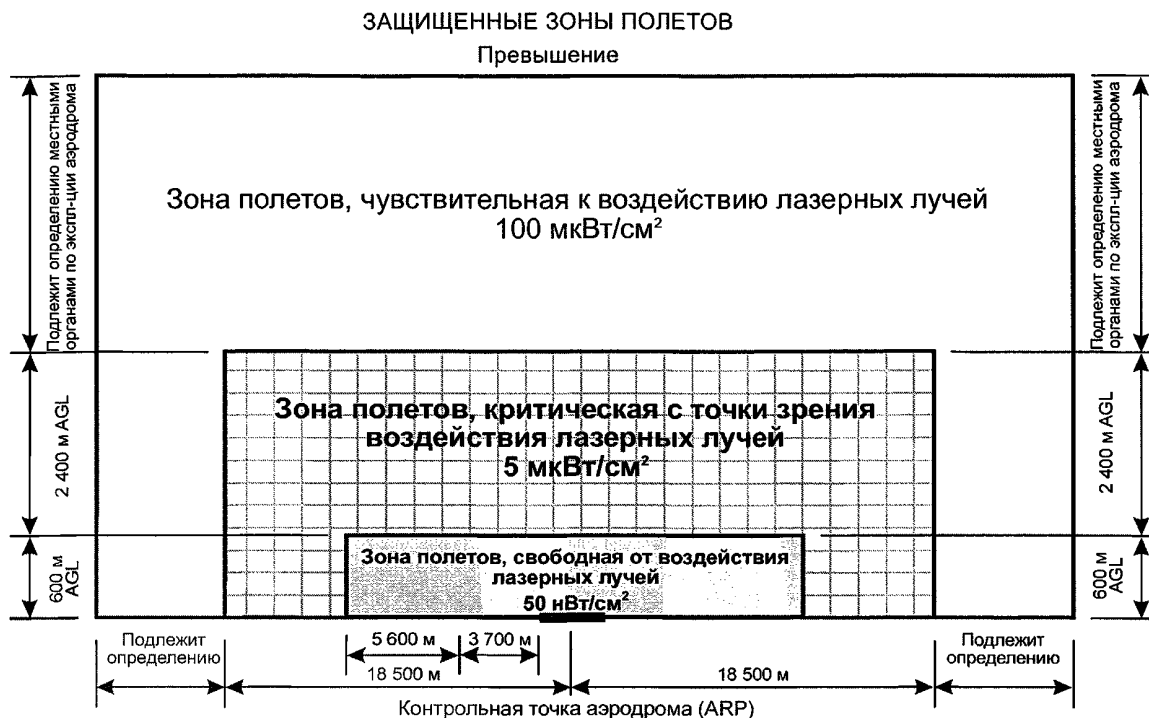 ЗАЩИЩЕННЫЕ ЗОНЫ ПОЛЕТОВ
Превышение
Подлежит определению местными
органами по экспл-ции аэродрома
Зона полетов, чувствительная к воздействию лазерных лучей
100 мкВт/см²
Подлежит определению местными
органами по экспл-ции аэродрома
2 400 м AGL
Зона полетов, критическая с точки зрения
воздействия лазерных лучей
5 мкВт/см²
2 400 м AGL
600 м
AGL
Зона полетов, свободная от воздействия
лазерных лучей
50 нВт/см²
600 м
AGL
Подлежит
определению
5 600 м
3 700 м
Подлежит
определению
18 500 м
18 500 м
Контрольная точка аэродрома (ARP)